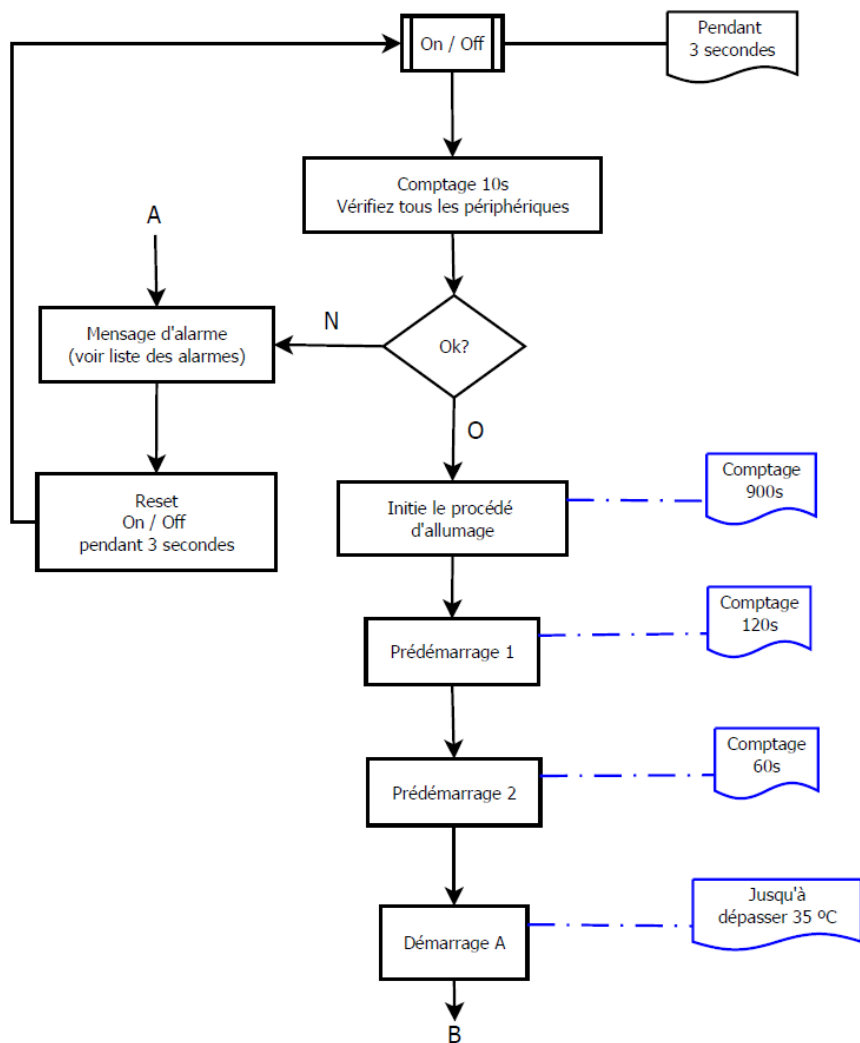 On / Off
Pendant
3 secondes
Comptage 10s
Vérifiez tous les périphériques
A
Mensage d'alarme
(voir liste des alarmes)
N
Ok?
O
Reset
On / Off
pendant 3 secondes
Initie le procédé
d'allumage
Comptage
900s
Prédémarrage 1
Comptage
120s
Prédémarrage 2
Comptage
60s
Démarrage A
Jusqu'à
dépasser 35 ºC
B